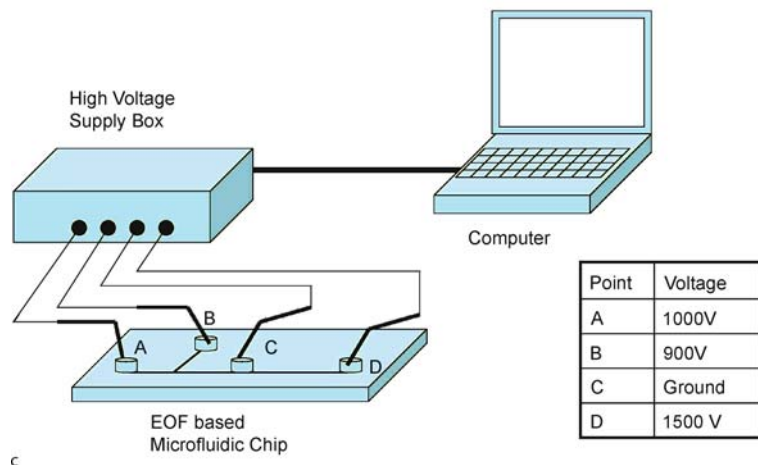 High Voltage
Supply Box
Computer
Point Voltage
A 1000V
B 900V
C Ground
D 1500 V
A
B
C
D
EOF based
Microfluidic Chip
c